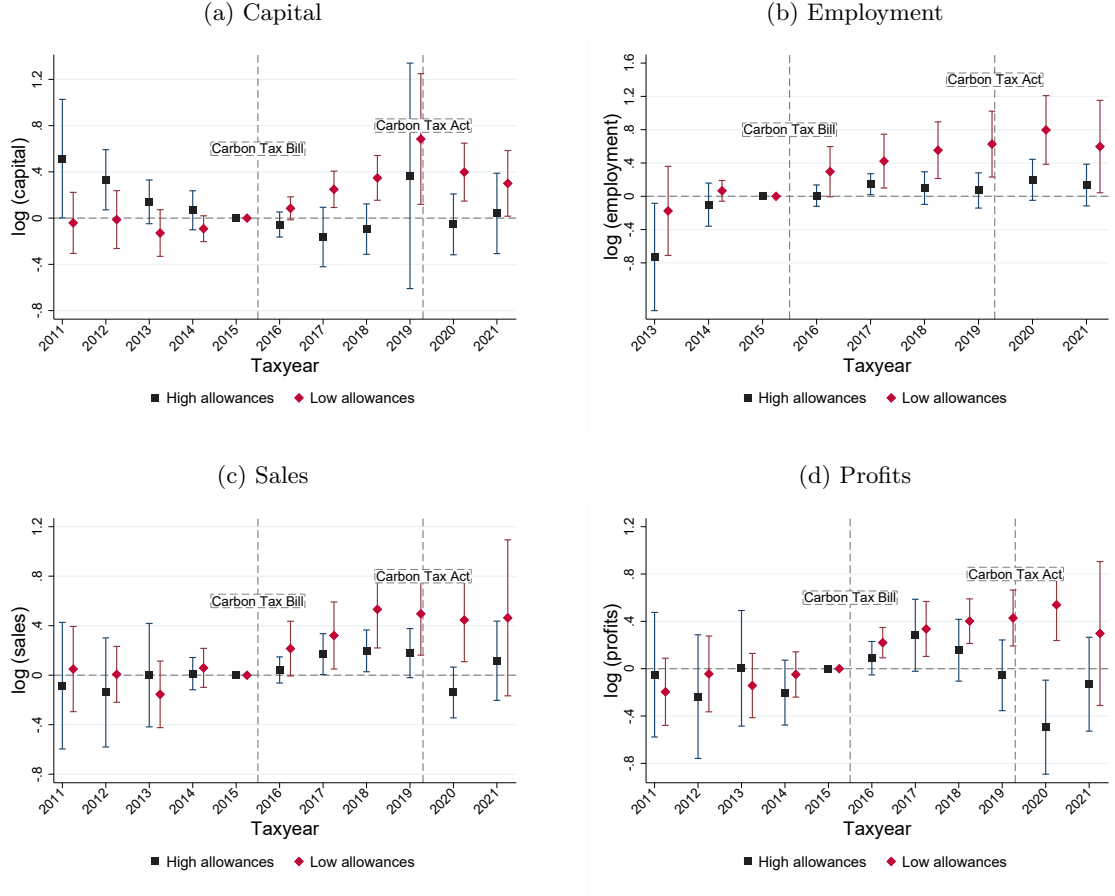 (a) Capital
log (capital)
1.2
.8
.4
0
-.4
-.8
Carbon Tax Bill
Carbon Tax Act
2011 2012 2013 2014 2015 2016 2017 2018 2019 2020 2021
Taxyear
High allowances Low allowances
(b) Employment
log (employment)
1.6
1.2
.8
.4
0
-.4
-.8
Carbon Tax Bill
Carbon Tax Act
2013 2014 2015 2016 2017 2018 2019 2020 2021
Taxyear
High allowances Low allowances
(c) Sales
log (sales)
1.2
.8
.4
0
-.4
-.8
Carbon Tax Bill
Carbon Tax Act
2011 2012 2013 2014 2015 2016 2017 2018 2019 2020 2021
Taxyear
High allowances Low allowances
(d) Profits
log (profits)
1.2
.8
.4
0
-.4
-.8
Carbon Tax Bill
Carbon Tax Act
2011 2012 2013 2014 2015 2016 2017 2018 2019 2020 2021
Taxyear
High allowances Low allowances